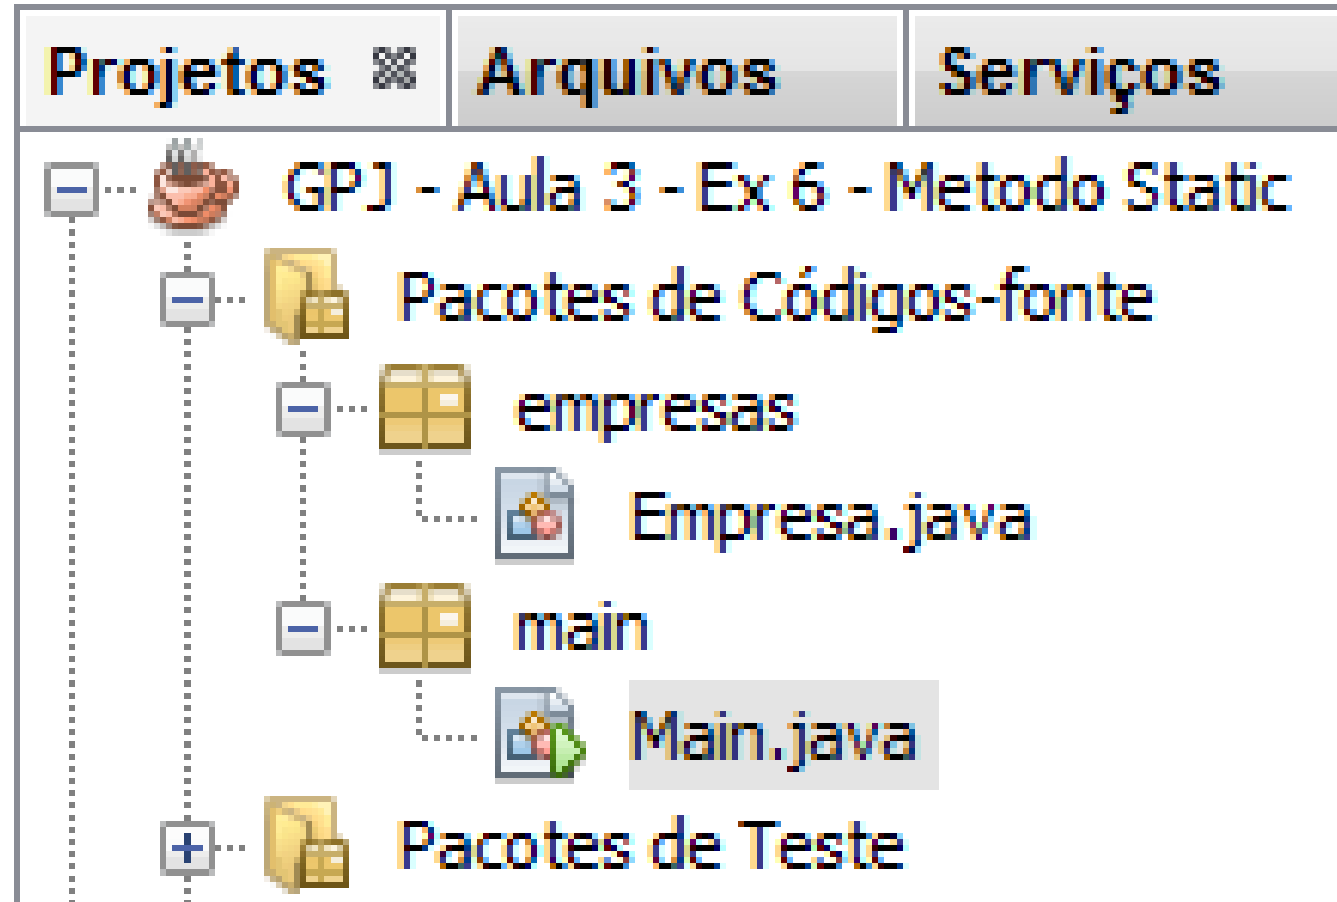 Projetos Arquivos Serviços
GPJ - Aula 3 - Ex 6 - Metodo Static
Pacotes de Códigos-fonte
empresas
Empresa.java
main
Main.java
Pacotes de Teste